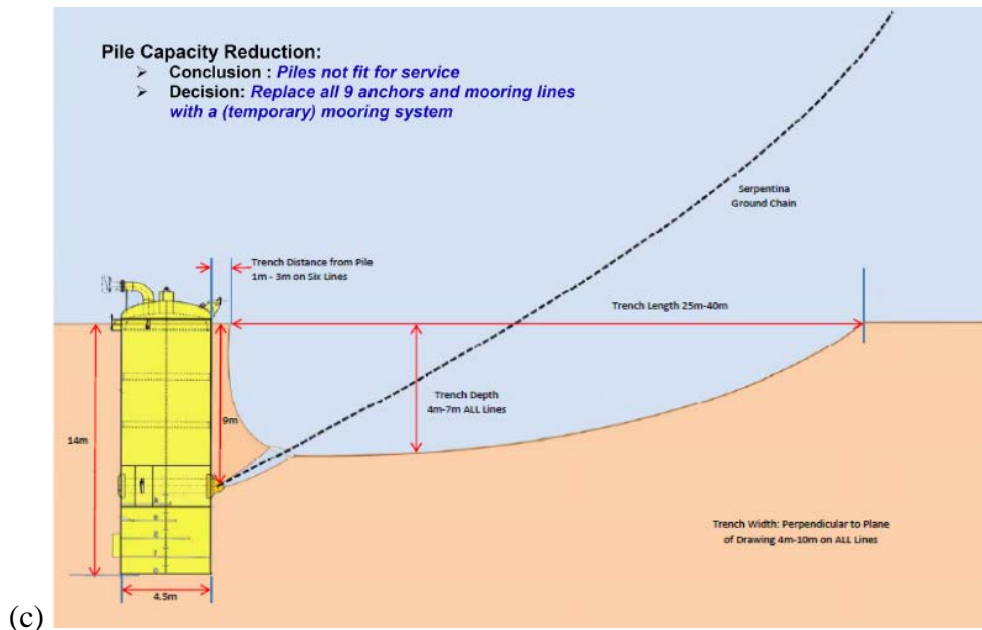 Pile Capacity Reduction:
➤ Conclusion : Piles not fit for service
➤ Decision: Replace all 9 anchors and mooring lines
with a (temporary) mooring system
Serpentina
Ground Chain
Trench Distance from Pile
1m - 3m on Six Lines
Trench Length 25m-40m
Trench Depth
4m-7m ALL Lines
9m
14m
Trench Width: Perpendicular to Plane
of Drawing 4m-10m on ALL Lines
4.5m
(c)